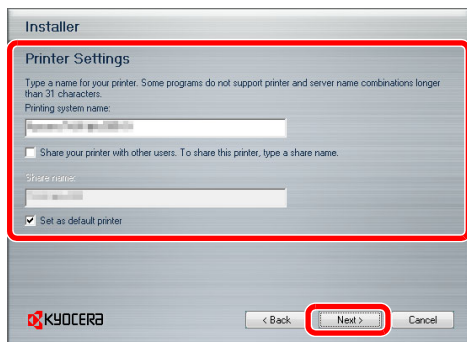 Installer
Printer Settings
Type a name for your printer. Some programs do not support printer and server name combinations longer
than 31 characters.
Printing system name:
Share your printer with other users. To share this printer, type a share name.
Share name:
Set as default printer
KYOCERA
< Back
Next >
Cancel